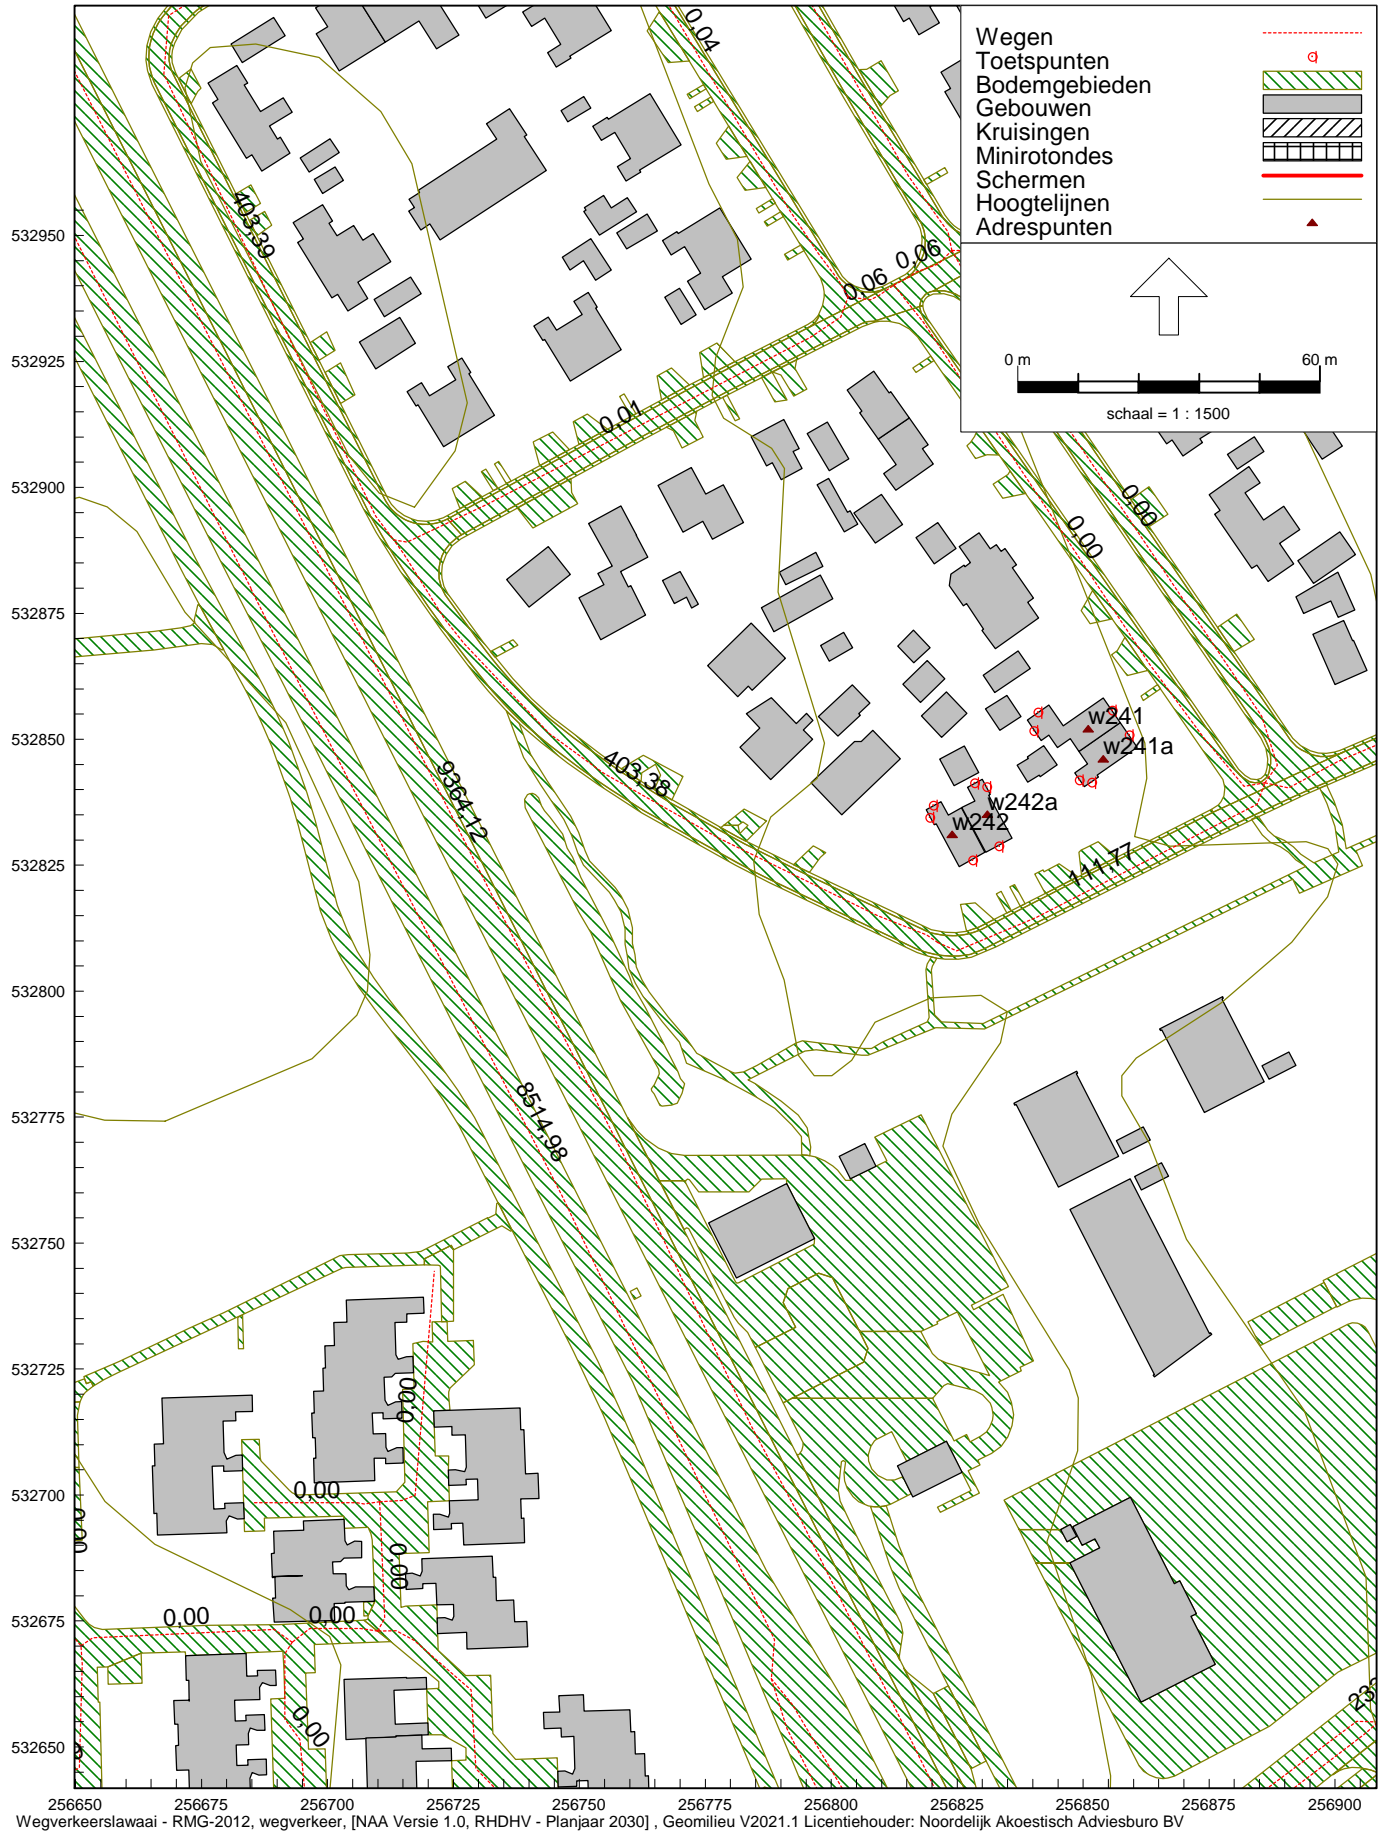 Wegen
Toetspunten
Bodemgebieden
Gebouwen
Kruisingen
Minirotondes
Schermen
Hoogtelijnen
Adrespunten
0 m 60 m
schaal = 1 : 1500
0,04
403,39
0,06 0,06
0,01
0,00
0,00
w241
w241a
w242a
w242
403,38
9364,12
111,77
8514,98
0,00
0,00
0,00
0,00
0,00
0,00
0,00
532950
532925
532900
532875
532850
532825
532800
532775
532750
532725
532700
532675
532650
256650 256675 256700 256725 256750 256775 256800 256825 256850 256875 256900
Wegverkeerslawaai - RMG-2012, wegverkeer, [NAA Versie 1.0, RHDHV - Planjaar 2030] , Geomilieu V2021.1 Licentiehouder: Noordelijk Akoestisch Adviesburo BV